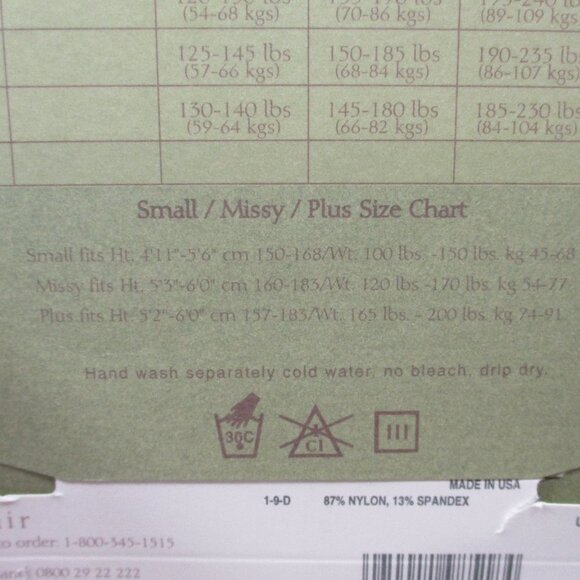 (54-68 kgs) (70-86 kgs) (89-109 kgs)
125-145 lbs 150-185 lbs 190-235 lbs
(57-66 kgs) (68-84 kgs) (86-107 kgs)
130-140 lbs 145-180 lbs 185-230 lbs
(59-64 kgs) (66-82 kgs) (84-104 kgs)
Small / Missy / Plus Size Chart
Small fits Ht. 4'11"-5'6" cm 150-168/Wt. 100 lbs. -150 lbs. kg 45-68
Missy fits Ht. 5'3"-6'0" cm 160-183/Wt. 120 lbs -170 lbs. kg 54-77
Plus fits Ht. 5'2"-6'0" cm 157-183/Wt. 165 lbs. - 200 lbs. kg 74-91
Hand wash separately cold water, no bleach, drip dry.
30C Cl
MADE IN USA
1-9-D 87% NYLON, 13% SPANDEX
to order: 1-800-345-1515
0800 29 22 222